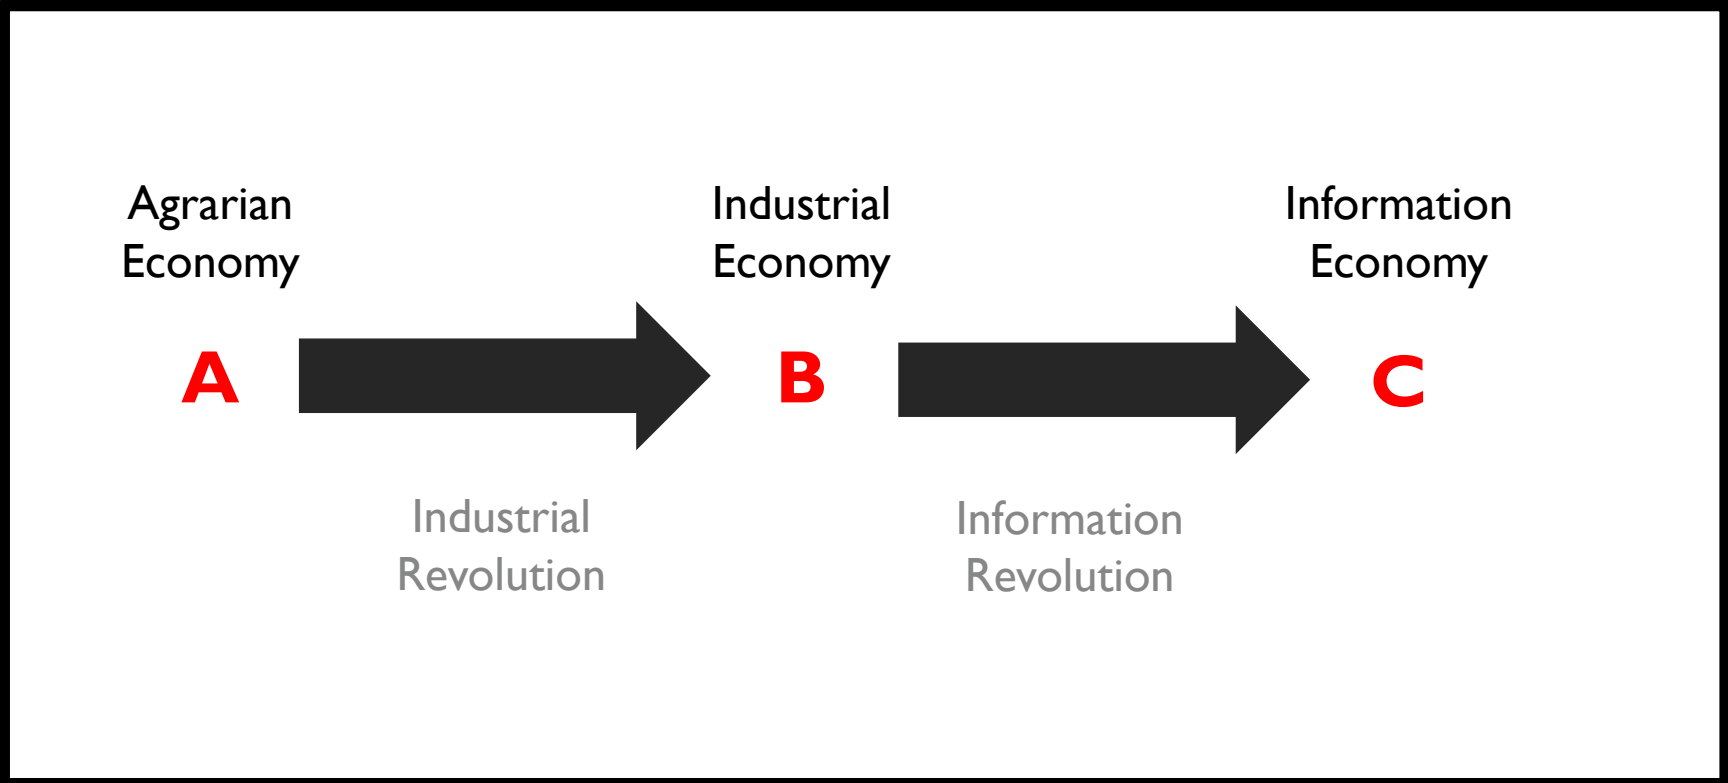 Agrarian
Economy
Industrial
Economy
Information
Economy
A
B
C
Industrial
Revolution
Information
Revolution